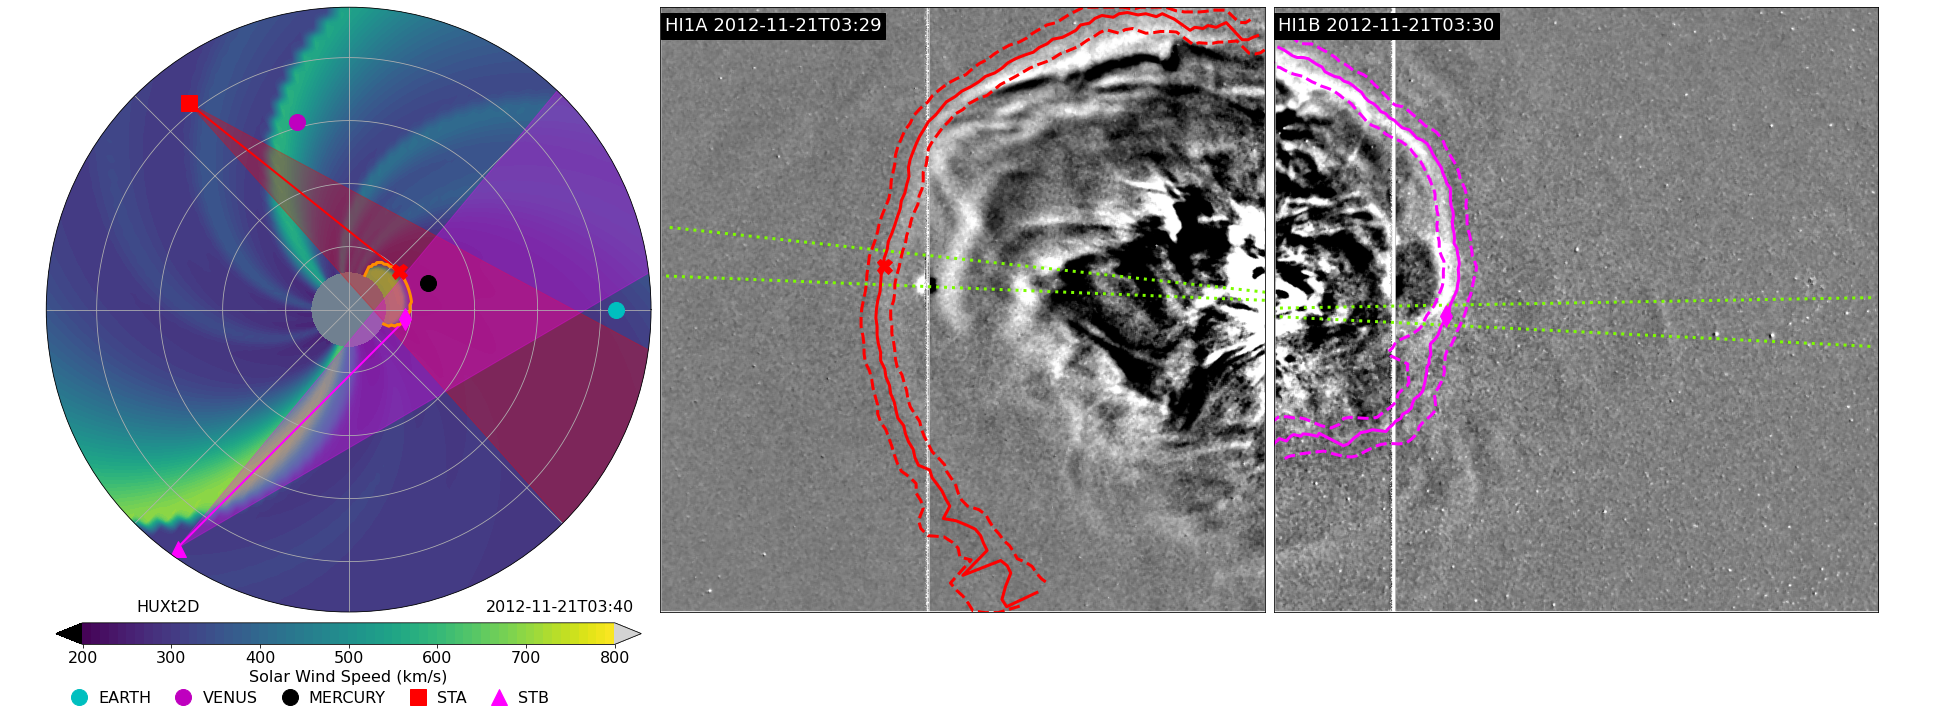 HI1A 2012-11-21T03:29
HI1B 2012-11-21T03:30
HUXt2D
2012-11-21T03:40
200 300 400 500 600 700 800
Solar Wind Speed (km/s)
EARTH VENUS MERCURY STA STB